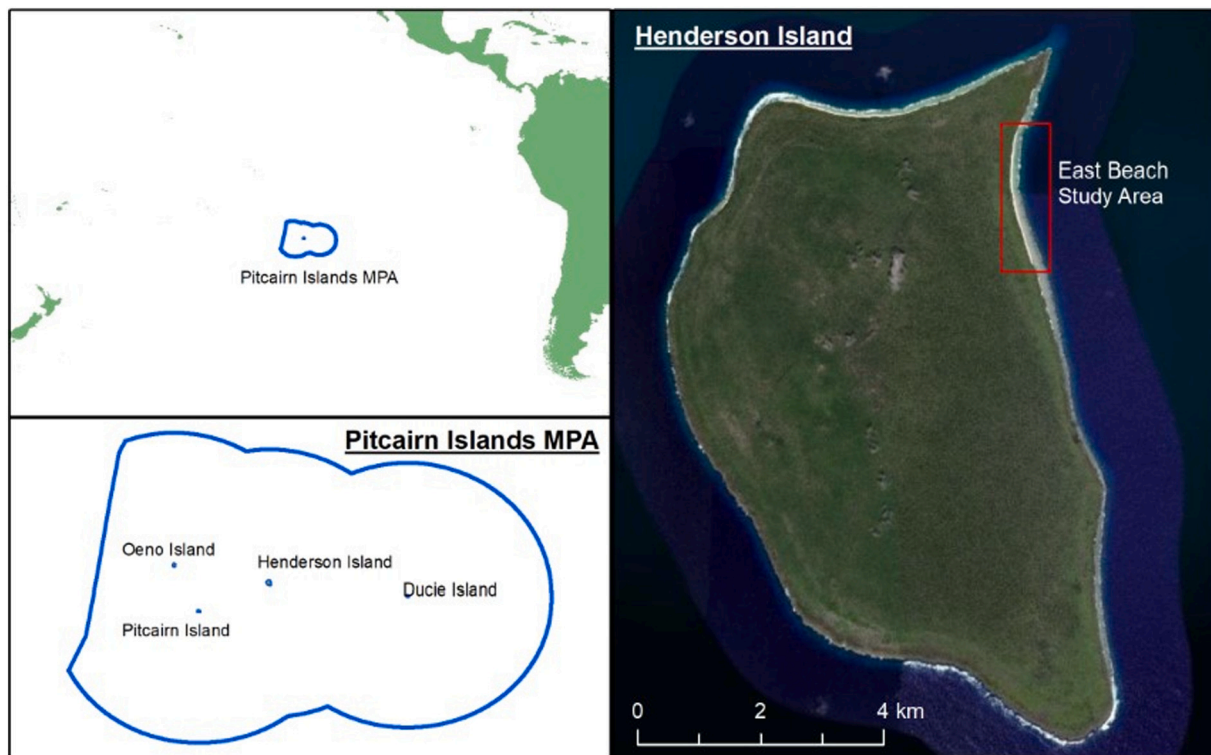 Pitcairn Islands MPA
Pitcairn Islands MPA
Oeno Island
Henderson Island
Ducie Island
Pitcairn Island
Henderson Island
East Beach
Study Area
0 2 4 km